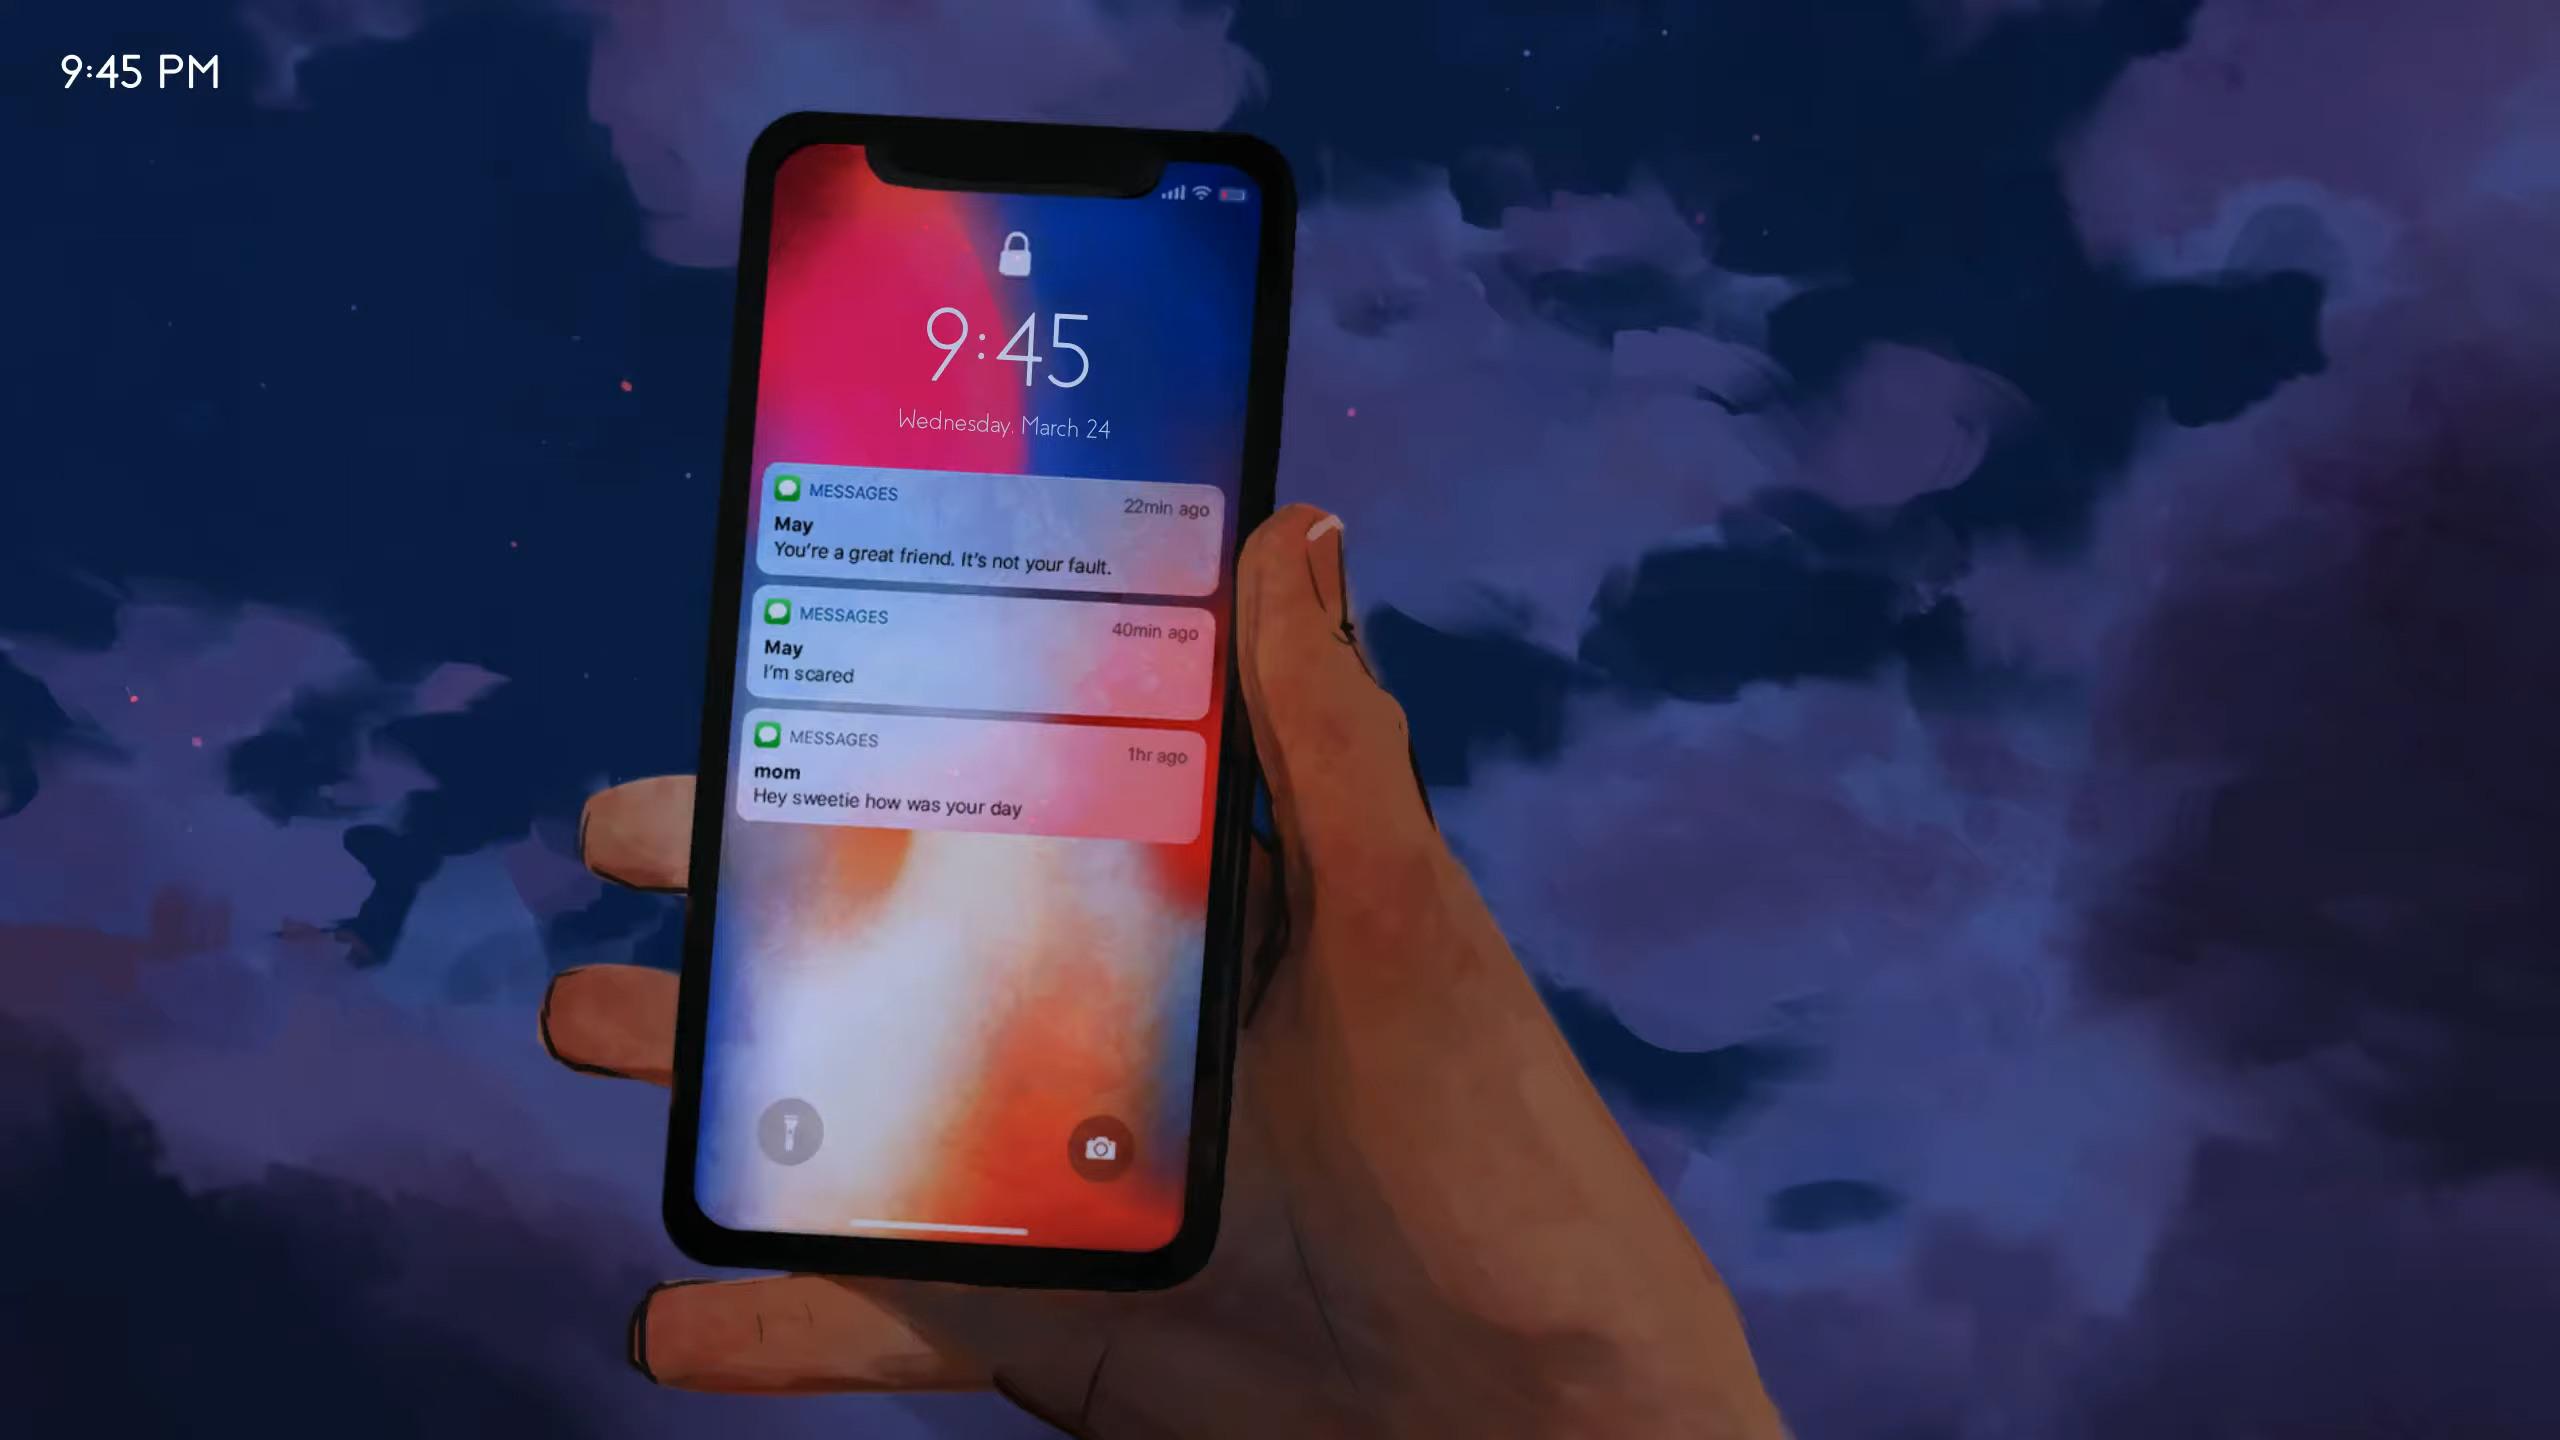 9:45 PM
9:45
Wednesday, March 24
MESSAGES
22min ago
May
You're a great friend. It's not your fault.
MESSAGES
40min ago
May
I'm scared
MESSAGES
1hr ago
mom
Hey sweetie how was your day